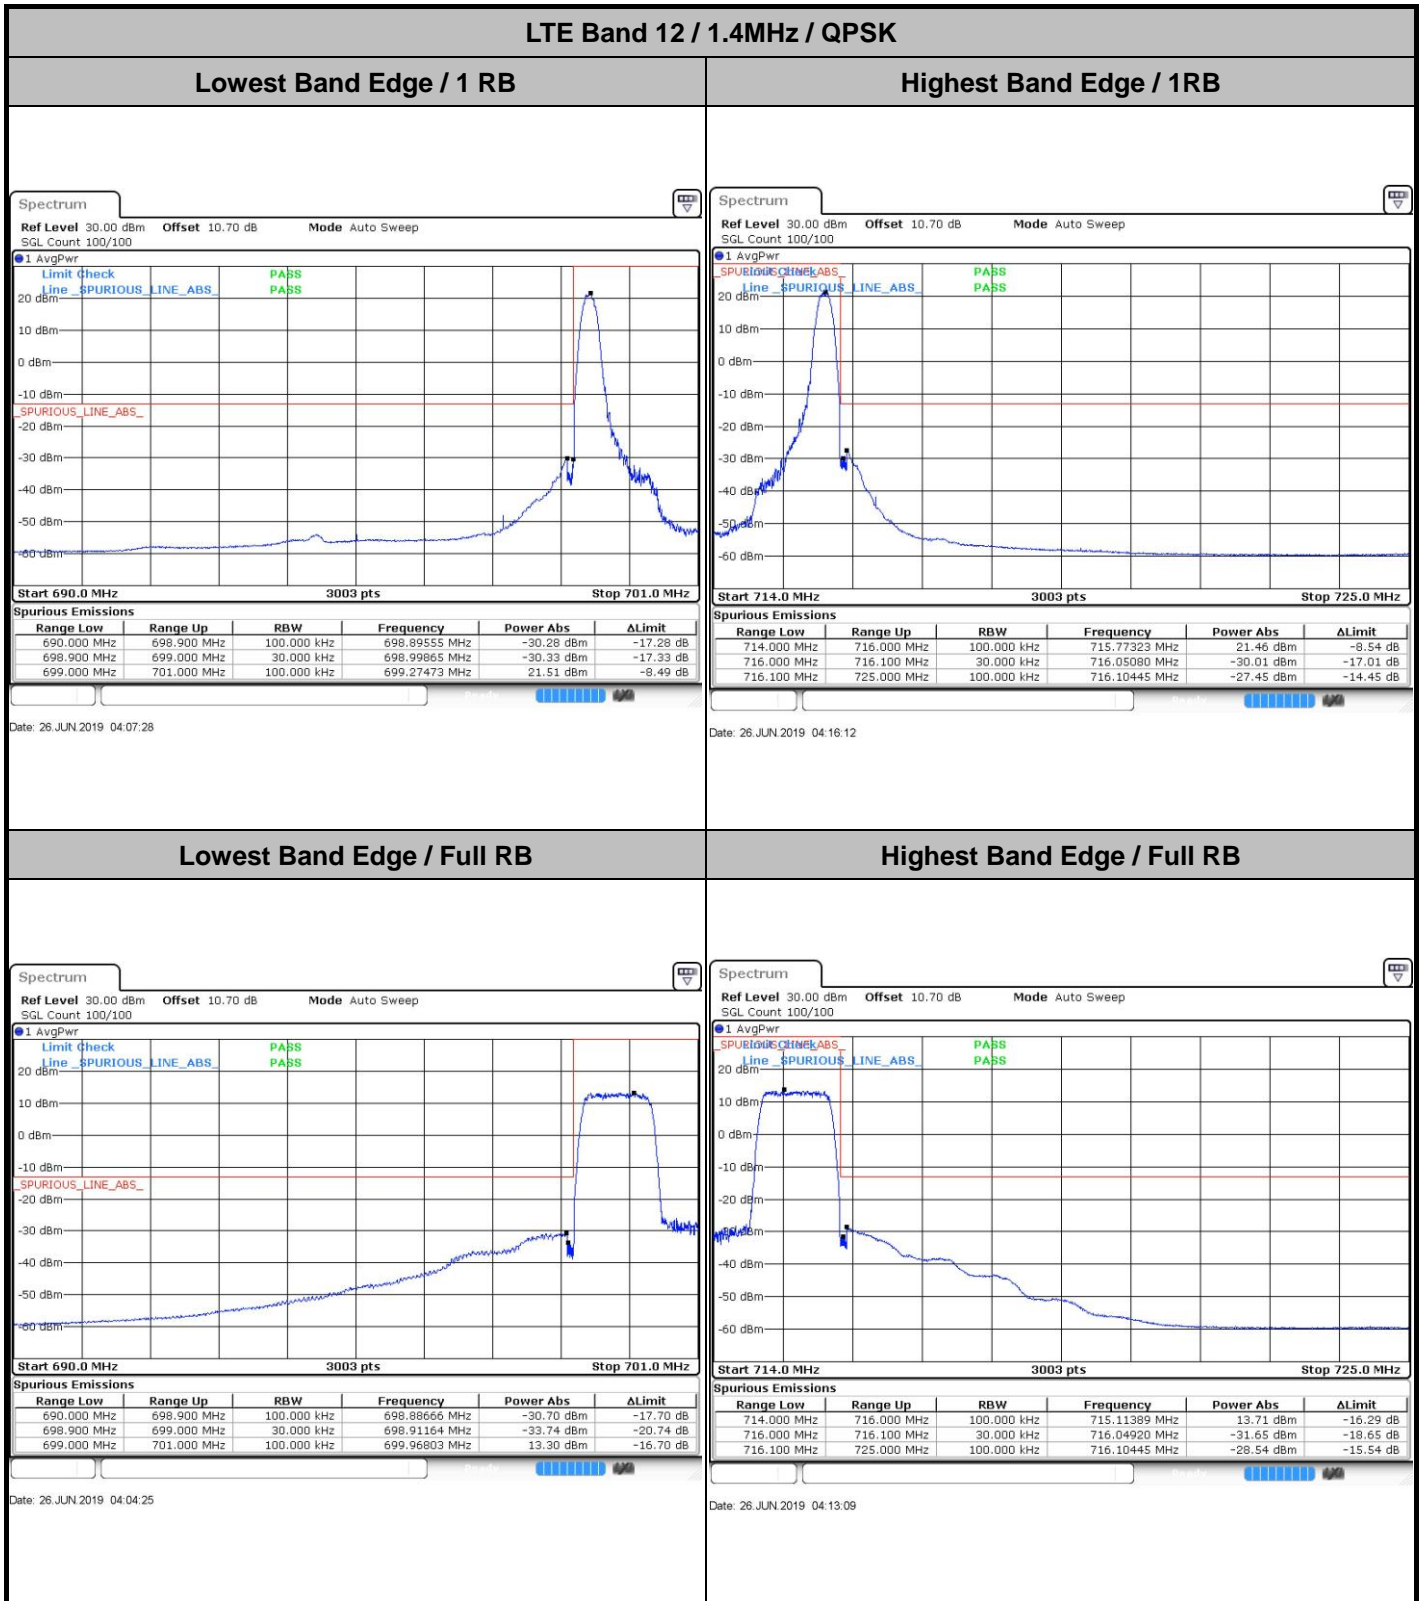 LTE Band 12 / 1.4MHz / QPSK
Lowest Band Edge / 1 RB
Highest Band Edge / 1RB
Spectrum
Ref Level 30.00 dBm Offset 10.70 dB Mode Auto Sweep
SGL Count 100/100
1 AvgPwr
Limit Check PASS
Line _SPURIOUS_LINE_ABS_ PASS
20 dBm
10 dBm
0 dBm
-10 dBm
_SPURIOUS_LINE_ABS_
-20 dBm
-30 dBm
-40 dBm
-50 dBm
-60 dBm
Start 690.0 MHz 3003 pts Stop 701.0 MHz
Spurious Emissions
Range Low Range Up RBW Frequency Power Abs ΔLimit
690.000 MHz 698.900 MHz 100.000 kHz 698.89555 MHz -30.28 dBm -17.28 dB
698.900 MHz 699.000 MHz 30.000 kHz 698.99865 MHz -30.33 dBm -17.33 dB
699.000 MHz 701.000 MHz 100.000 kHz 699.27473 MHz 21.51 dBm -8.49 dB
Date: 26.JUN.2019 04:07:28
Spectrum
Ref Level 30.00 dBm Offset 10.70 dB Mode Auto Sweep
SGL Count 100/100
1 AvgPwr
_SPURIOUS_LINE_ABS_
Limit Check PASS
Line _SPURIOUS_LINE_ABS_ PASS
20 dBm
10 dBm
0 dBm
-10 dBm
-20 dBm
-30 dBm
-40 dBm
-50 dBm
-60 dBm
Start 714.0 MHz 3003 pts Stop 725.0 MHz
Spurious Emissions
Range Low Range Up RBW Frequency Power Abs ΔLimit
714.000 MHz 716.000 MHz 100.000 kHz 715.77323 MHz 21.46 dBm -8.54 dB
716.000 MHz 716.100 MHz 30.000 kHz 716.05080 MHz -30.01 dBm -17.01 dB
716.100 MHz 725.000 MHz 100.000 kHz 716.10445 MHz -27.45 dBm -14.45 dB
Date: 26.JUN.2019 04:16:12
Lowest Band Edge / Full RB
Highest Band Edge / Full RB
Spectrum
Ref Level 30.00 dBm Offset 10.70 dB Mode Auto Sweep
SGL Count 100/100
1 AvgPwr
Limit Check PASS
Line _SPURIOUS_LINE_ABS_ PASS
20 dBm
10 dBm
0 dBm
-10 dBm
_SPURIOUS_LINE_ABS_
-20 dBm
-30 dBm
-40 dBm
-50 dBm
-60 dBm
Start 690.0 MHz 3003 pts Stop 701.0 MHz
Spurious Emissions
Range Low Range Up RBW Frequency Power Abs ΔLimit
690.000 MHz 698.900 MHz 100.000 kHz 698.88666 MHz -30.70 dBm -17.70 dB
698.900 MHz 699.000 MHz 30.000 kHz 698.91164 MHz -33.74 dBm -20.74 dB
699.000 MHz 701.000 MHz 100.000 kHz 699.96803 MHz 13.30 dBm -16.70 dB
Date: 26.JUN.2019 04:04:25
Spectrum
Ref Level 30.00 dBm Offset 10.70 dB Mode Auto Sweep
SGL Count 100/100
1 AvgPwr
_SPURIOUS_LINE_ABS_
Limit Check PASS
Line _SPURIOUS_LINE_ABS_ PASS
20 dBm
10 dBm
0 dBm
-10 dBm
-20 dBm
-30 dBm
-40 dBm
-50 dBm
-60 dBm
Start 714.0 MHz 3003 pts Stop 725.0 MHz
Spurious Emissions
Range Low Range Up RBW Frequency Power Abs ΔLimit
714.000 MHz 716.000 MHz 100.000 kHz 715.11389 MHz 13.71 dBm -16.29 dB
716.000 MHz 716.100 MHz 30.000 kHz 716.04920 MHz -31.65 dBm -18.65 dB
716.100 MHz 725.000 MHz 100.000 kHz 716.10445 MHz -28.54 dBm -15.54 dB
Date: 26.JUN.2019 04:13:09